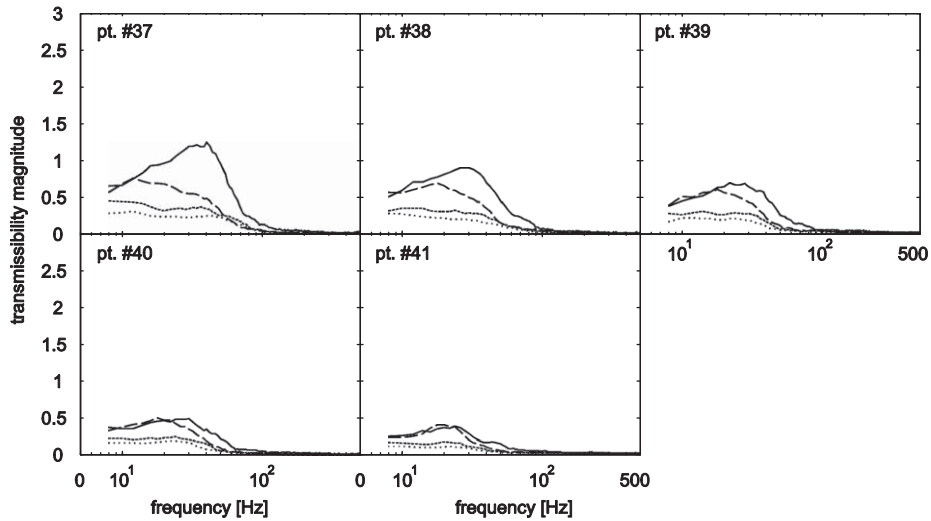 3
pt. #37
pt. #38
pt. #39
2.5
2
1.5
1
0.5
0
10¹
10²
500
pt. #40
pt. #41
2.5
2
1.5
1
0.5
0
0
10¹
10²
0
10¹
10²
500
frequency [Hz]
frequency [Hz]
transmissibility magnitude